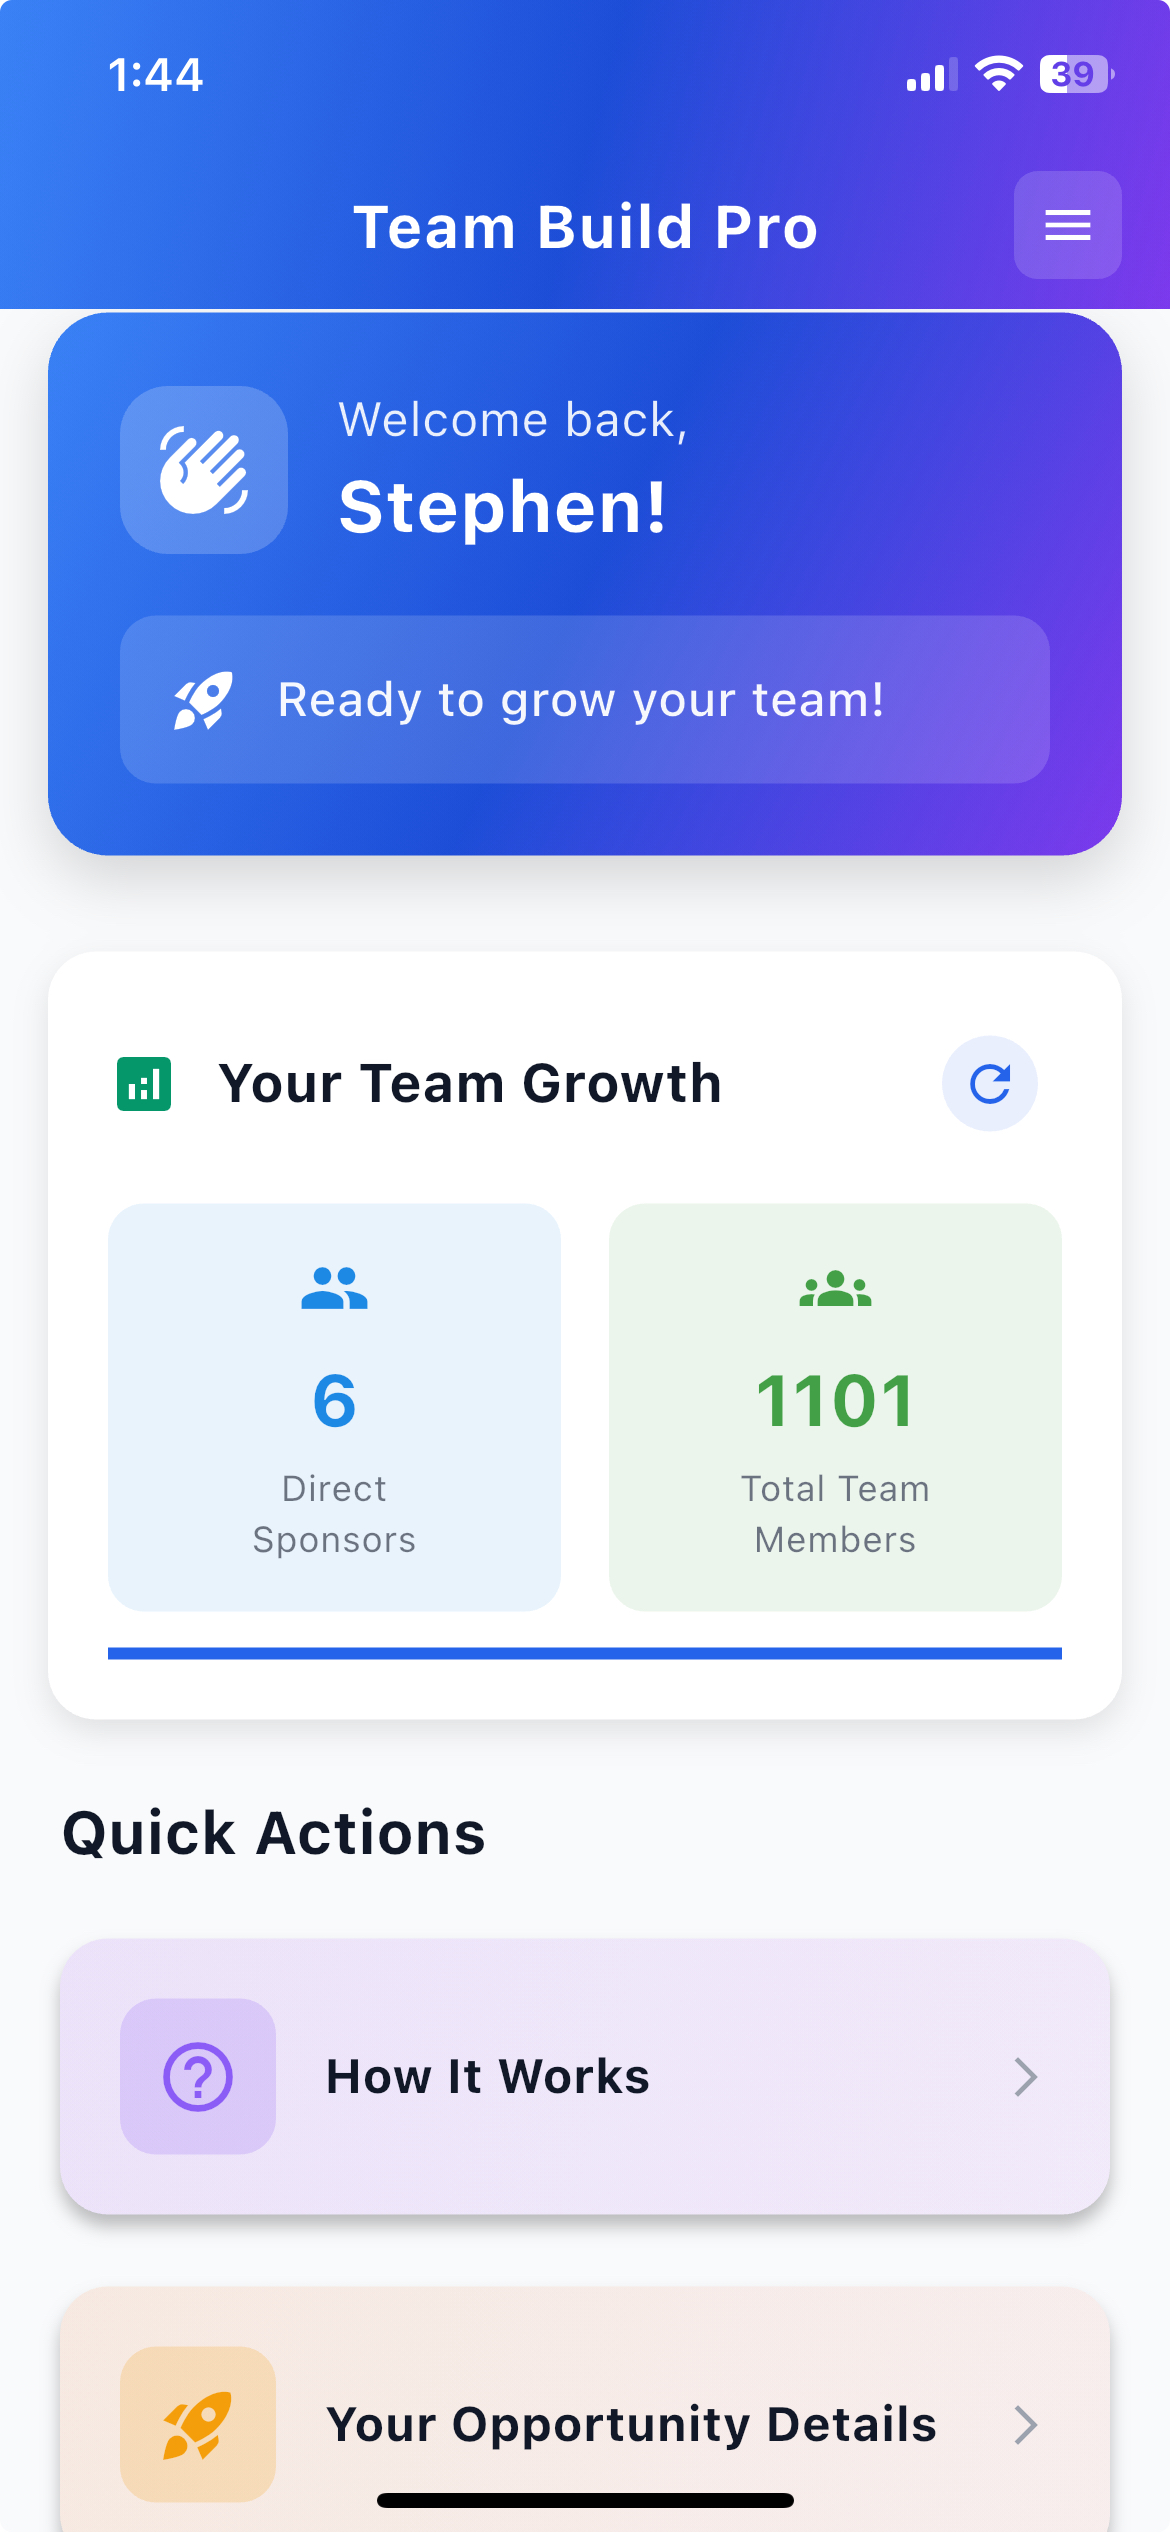 1:44
39
Team Build Pro
Welcome back,
Stephen!
Ready to grow your team!
Your Team Growth
6
Direct
Sponsors
1101
Total Team
Members
Quick Actions
How It Works
Your Opportunity Details